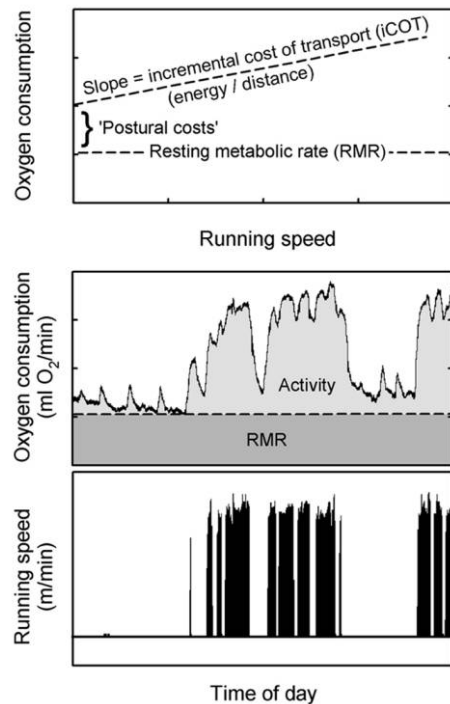 Oxygen consumption
Slope = incremental cost of transport (iCOT)
(energy / distance)
} 'Postural costs'
Resting metabolic rate (RMR)
Running speed
Oxygen consumption
(ml O₂/min)
Activity
RMR
Running speed
(m/min)
Time of day